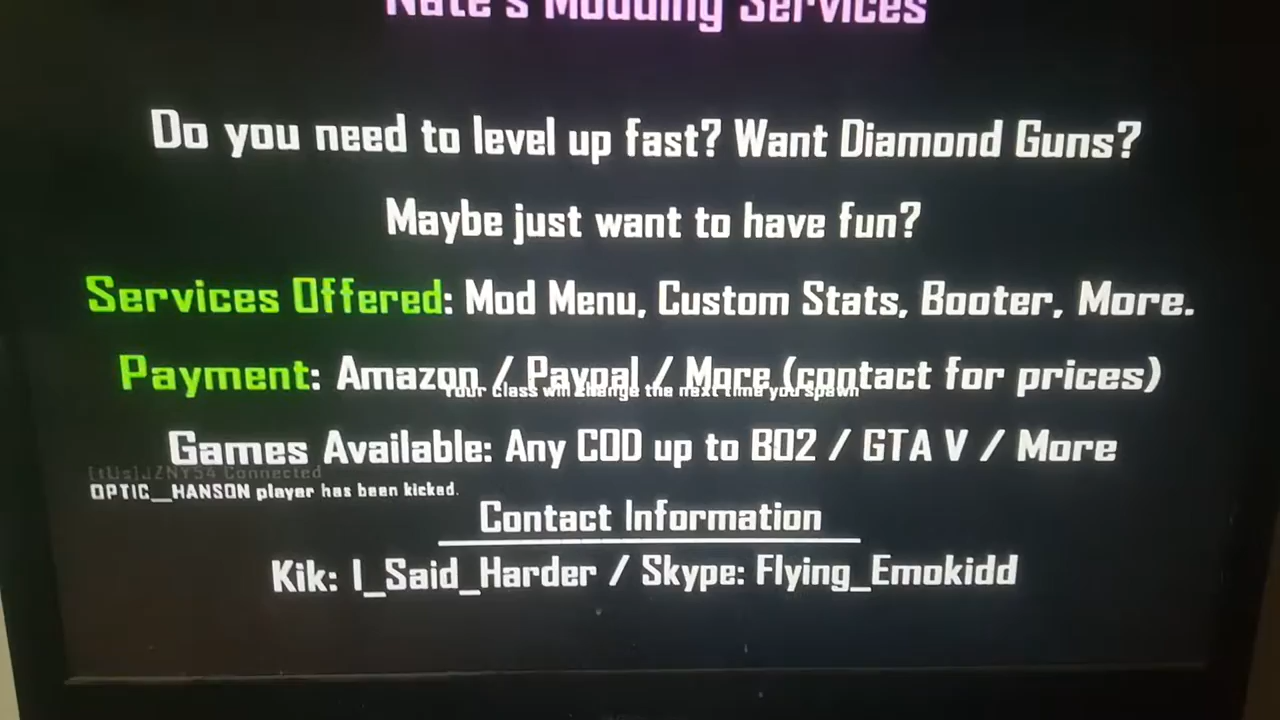 Nate's Modding Services
Do you need to level up fast? Want Diamond Guns?
Maybe just want to have fun?
Services Offered: Mod Menu, Custom Stats, Booter, More.
Payment: Amazon / Paypal / More (contact for prices)
Your class will change the next time you spawn
Games Available: Any COD up to BO2 / GTA V / More
[tUs]JZNY54 Connected
OPTIC__HANSON player has been kicked.
Contact Information
Kik: I_Said_Harder / Skype: Flying_Emokidd